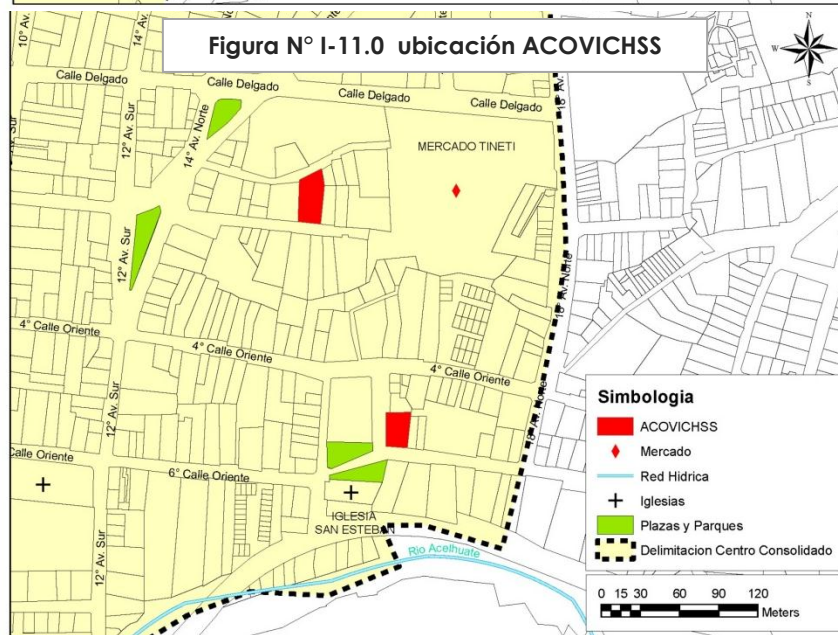 Figura N° I-11.0 ubicación ACOVICHSS
N
W
S
10° Av.
14° Av.
18° Av.
Calle Delgado
Calle Delgado
Calle Delgado
Calle Delgado
12° Av. Sur
14° Av. Norte
MERCADO TINETI
12° Av. Sur
18° Av. Norte
4° Calle Oriente
4° Calle Oriente
4° Calle Oriente
12° Av. Sur
18° Av. Norte
Calle Oriente
6° Calle Oriente
IGLESIA
SAN ESTEBAN
Rio Acelhuate
12° Av. Sur
Simbologia
ACOVICHSS
Mercado
Red Hidrica
Iglesias
Plazas y Parques
Delimitacion Centro Consolidado
0 15 30 60 90 120
Meters